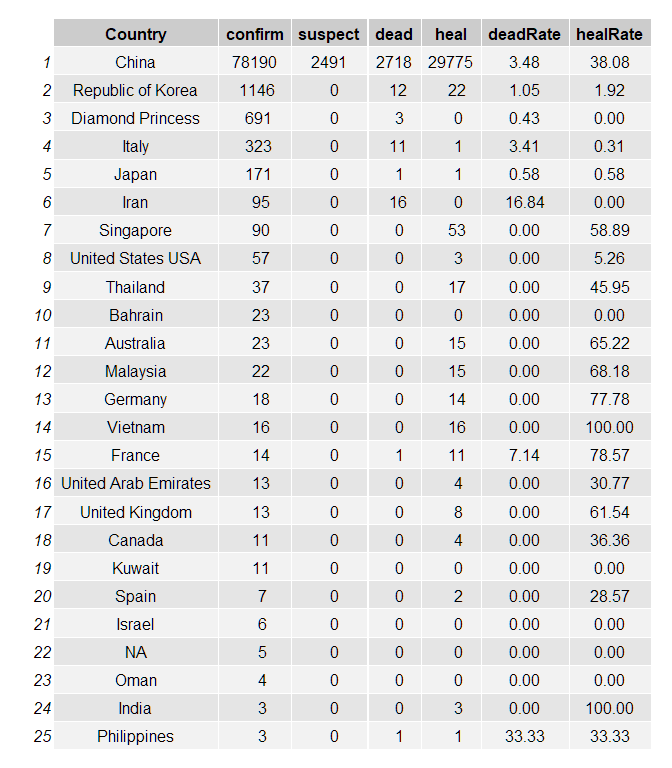 Country confirm suspect dead heal deadRate healRate
1 China 78190 2491 2718 29775 3.48 38.08
2 Republic of Korea 1146 0 12 22 1.05 1.92
3 Diamond Princess 691 0 3 0 0.43 0.00
4 Italy 323 0 11 1 3.41 0.31
5 Japan 171 0 1 1 0.58 0.58
6 Iran 95 0 16 0 16.84 0.00
7 Singapore 90 0 0 53 0.00 58.89
8 United States USA 57 0 0 3 0.00 5.26
9 Thailand 37 0 0 17 0.00 45.95
10 Bahrain 23 0 0 0 0.00 0.00
11 Australia 23 0 0 15 0.00 65.22
12 Malaysia 22 0 0 15 0.00 68.18
13 Germany 18 0 0 14 0.00 77.78
14 Vietnam 16 0 0 16 0.00 100.00
15 France 14 0 1 11 7.14 78.57
16 United Arab Emirates 13 0 0 4 0.00 30.77
17 United Kingdom 13 0 0 8 0.00 61.54
18 Canada 11 0 0 4 0.00 36.36
19 Kuwait 11 0 0 0 0.00 0.00
20 Spain 7 0 0 2 0.00 28.57
21 Israel 6 0 0 0 0.00 0.00
22 NA 5 0 0 0 0.00 0.00
23 Oman 4 0 0 0 0.00 0.00
24 India 3 0 0 3 0.00 100.00
25 Philippines 3 0 1 1 33.33 33.33